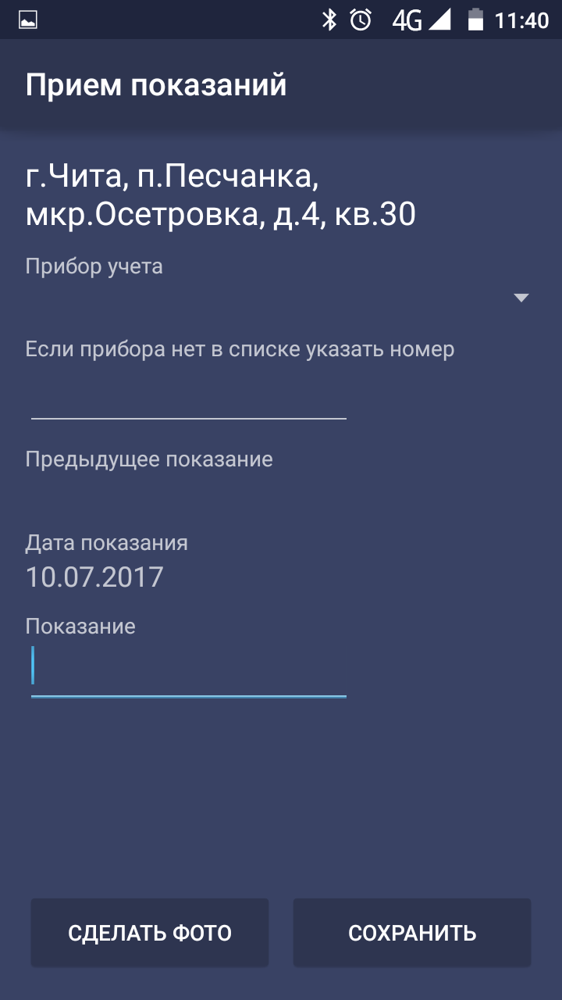 4G 11:40
Прием показаний
г.Чита, п.Песчанка,
мкр.Осетровка, д.4, кв.30
Прибор учета
Если прибора нет в списке указать номер
Предыдущее показание
Дата показания
10.07.2017
Показание
СДЕЛАТЬ ФОТО СОХРАНИТЬ